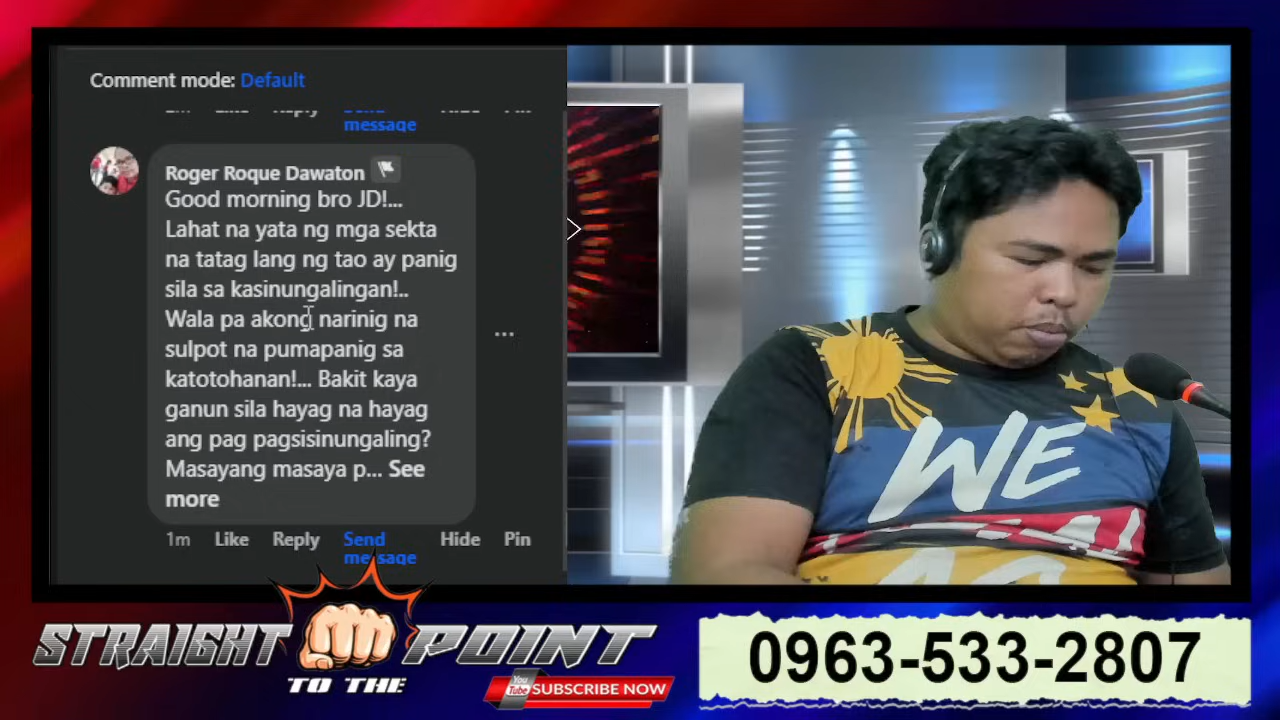 Comment mode: Default
message
Roger Roque Dawaton
Good morning bro JD!...
Lahat na yata ng mga sekta
na tatag lang ng tao ay panig
sila sa kasinungalingan!..
Wala pa akong narinig na
sulpot na pumapanig sa
katotohanan!... Bakit kaya
ganun sila hayag na hayag
ang pag pagsisinungaling?
Masayang masaya p... See
more
1m Like Reply Send Hide Pin
message
WE
STRAIGHT
TO THE
POINT
You
Tube
SUBSCRIBE NOW
0963-533-2807